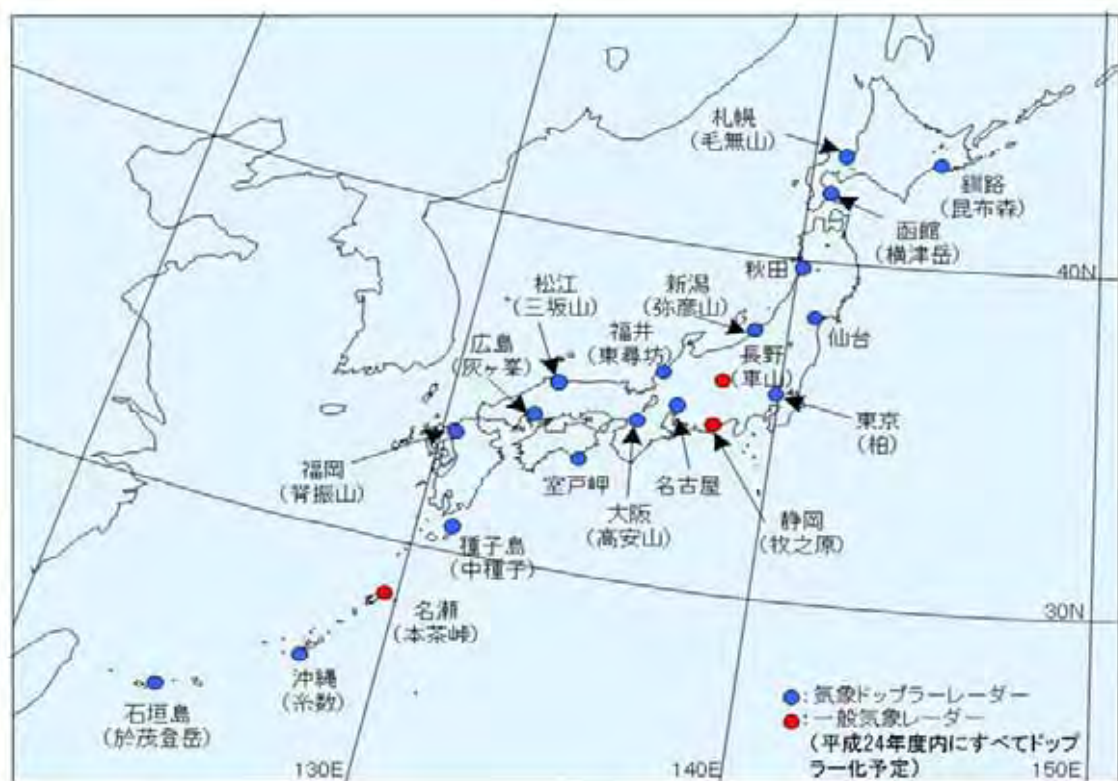 札幌
(毛無山)
釧路
(昆布森)
函館
(横津岳)
秋田
40N
松江
(三坂山)
新潟
(弥彦山)
仙台
福井
(東尋坊)
広島
(灰ヶ峯)
長野
(車山)
東京
(柏)
福岡
(脊振山)
室戸岬
名古屋
大阪
(高安山)
静岡
(牧之原)
種子島
(中種子)
30N
名瀬
(本茶峠)
沖縄
(糸数)
石垣島
(於茂登岳)
:気象ドップラーレーダー
:一般気象レーダー
(平成24年度内にすべてドップ
ラー化予定)
130E
140E
150E